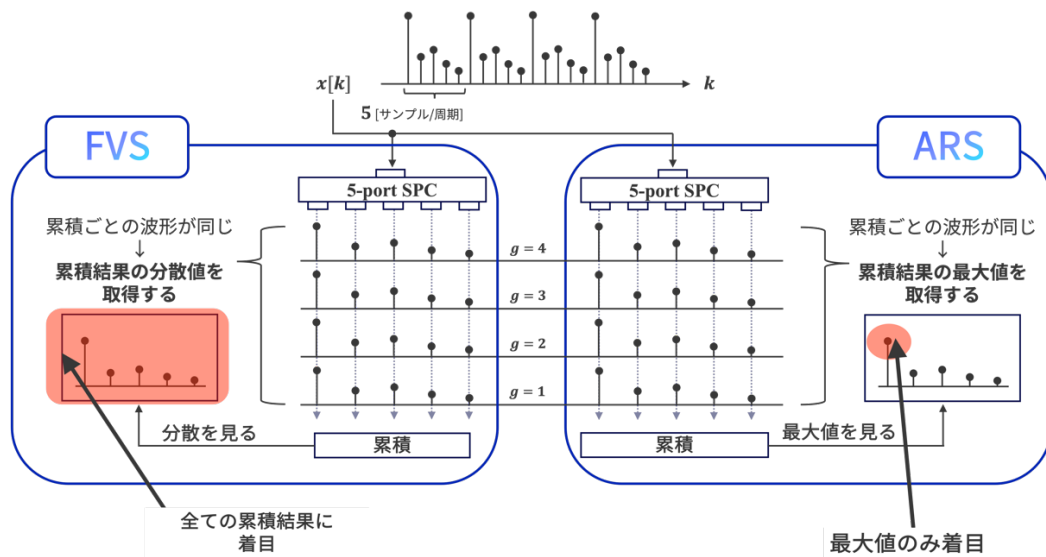 x[k]
k
5 [サンプル/周期]
FVS
ARS
5-port SPC
5-port SPC
累積ごとの波形が同じ
↓
累積結果の分散値を
取得する
g = 4
g = 3
g = 2
g = 1
累積ごとの波形が同じ
↓
累積結果の最大値を
取得する
分散を見る
累積
累積
最大値を見る
全ての累積結果に
着目
最大値のみ着目